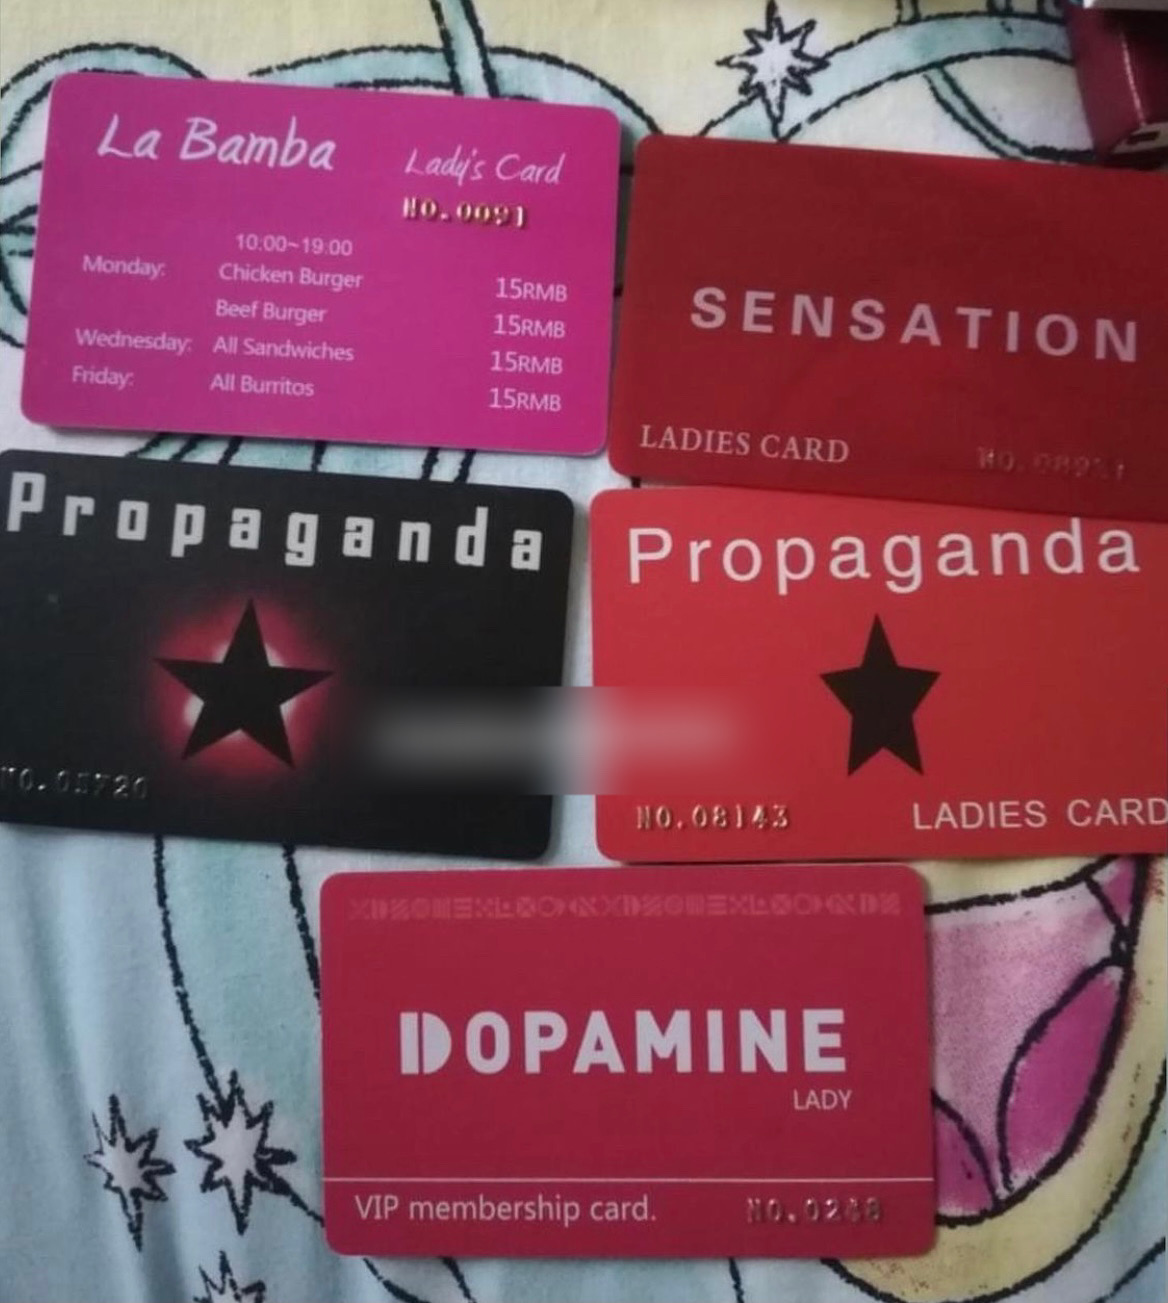 La Bamba
Lady's Card
NO.0091
10:00~19:00
Monday: Chicken Burger 15RMB
Beef Burger 15RMB
Wednesday: All Sandwiches 15RMB
Friday: All Burritos 15RMB
SENSATION
LADIES CARD
Propaganda
Propaganda
NO.08143
LADIES CARD
DOPAMINE
LADY
VIP membership card.